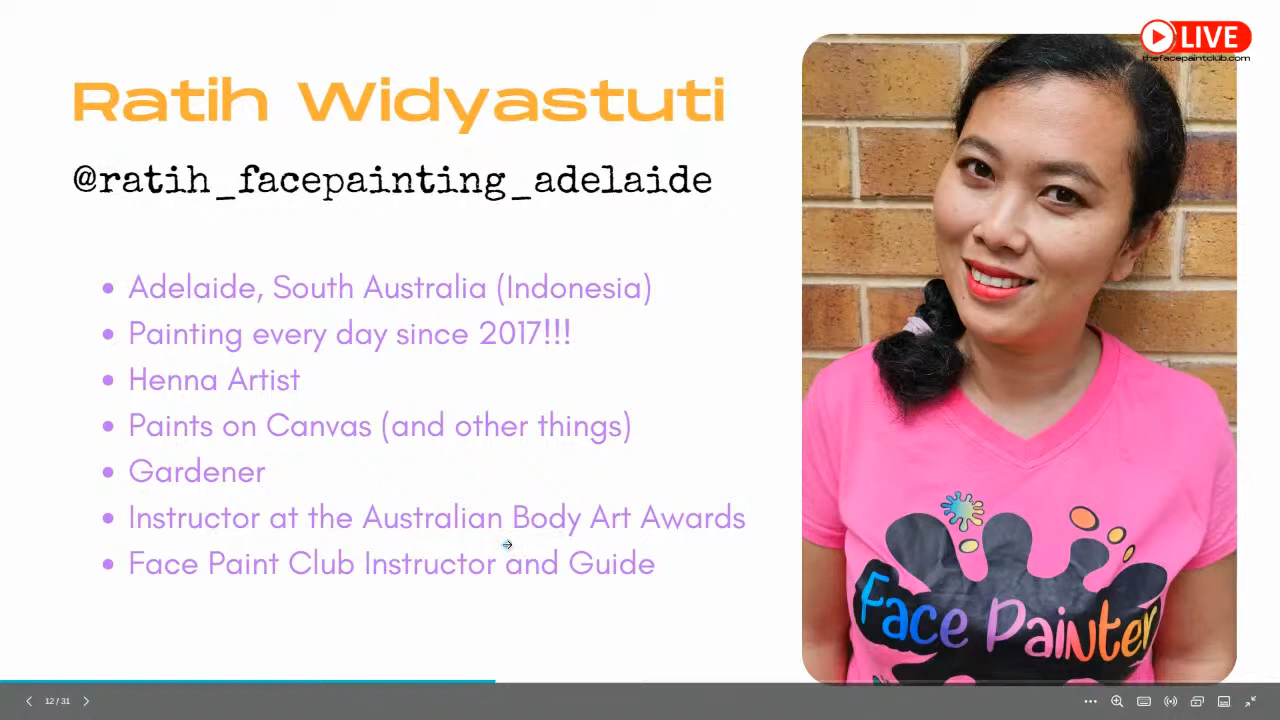 LIVE
thefacepaintclub.com
Ratih Widyastuti
@ratih_facepainting_adelaide
• Adelaide, South Australia (Indonesia)
• Painting every day since 2017!!!
• Henna Artist
• Paints on Canvas (and other things)
• Gardener
• Instructor at the Australian Body Art Awards
• Face Paint Club Instructor and Guide
Face Painter
12 / 31